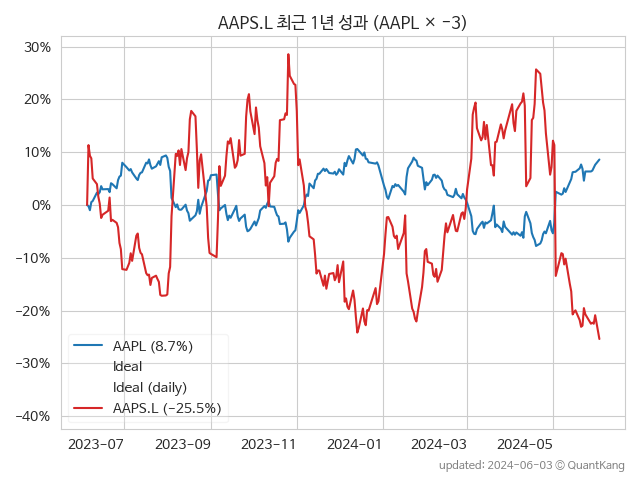 AAPS.L 최근 1년 성과 (AAPL × −3)
30%
20%
10%
0%
−10%
−20%
−30%
−40%
AAPL (8.7%)
Ideal
Ideal (daily)
AAPS.L (−25.5%)
2023-07
2023-09
2023-11
2024-01
2024-03
2024-05
updated: 2024-06-03 ⓒ QuantKang